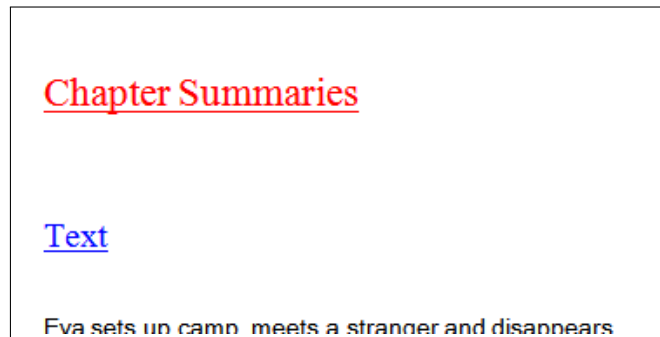 Chapter Summaries
Text
Eva sets up camp, meets a stranger and disappears